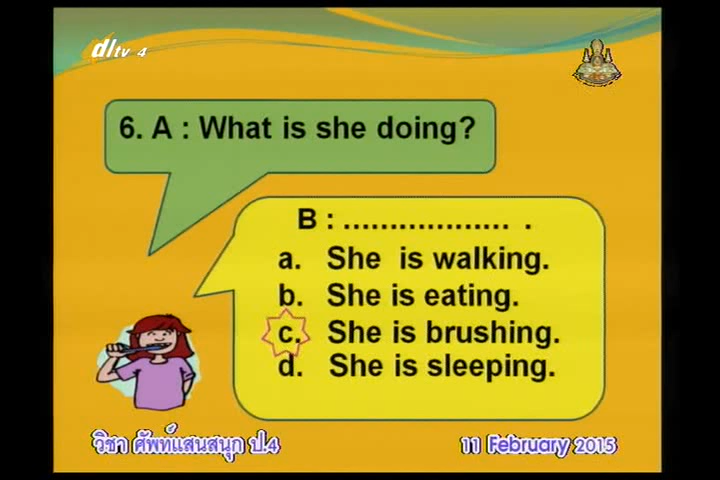 dltv 4
6. A : What is she doing?
B : .................. .
a. She is walking.
b. She is eating.
c. She is brushing.
d. She is sleeping.
วิชา ศัพท์แสนสนุก ป.4
11 February 2015